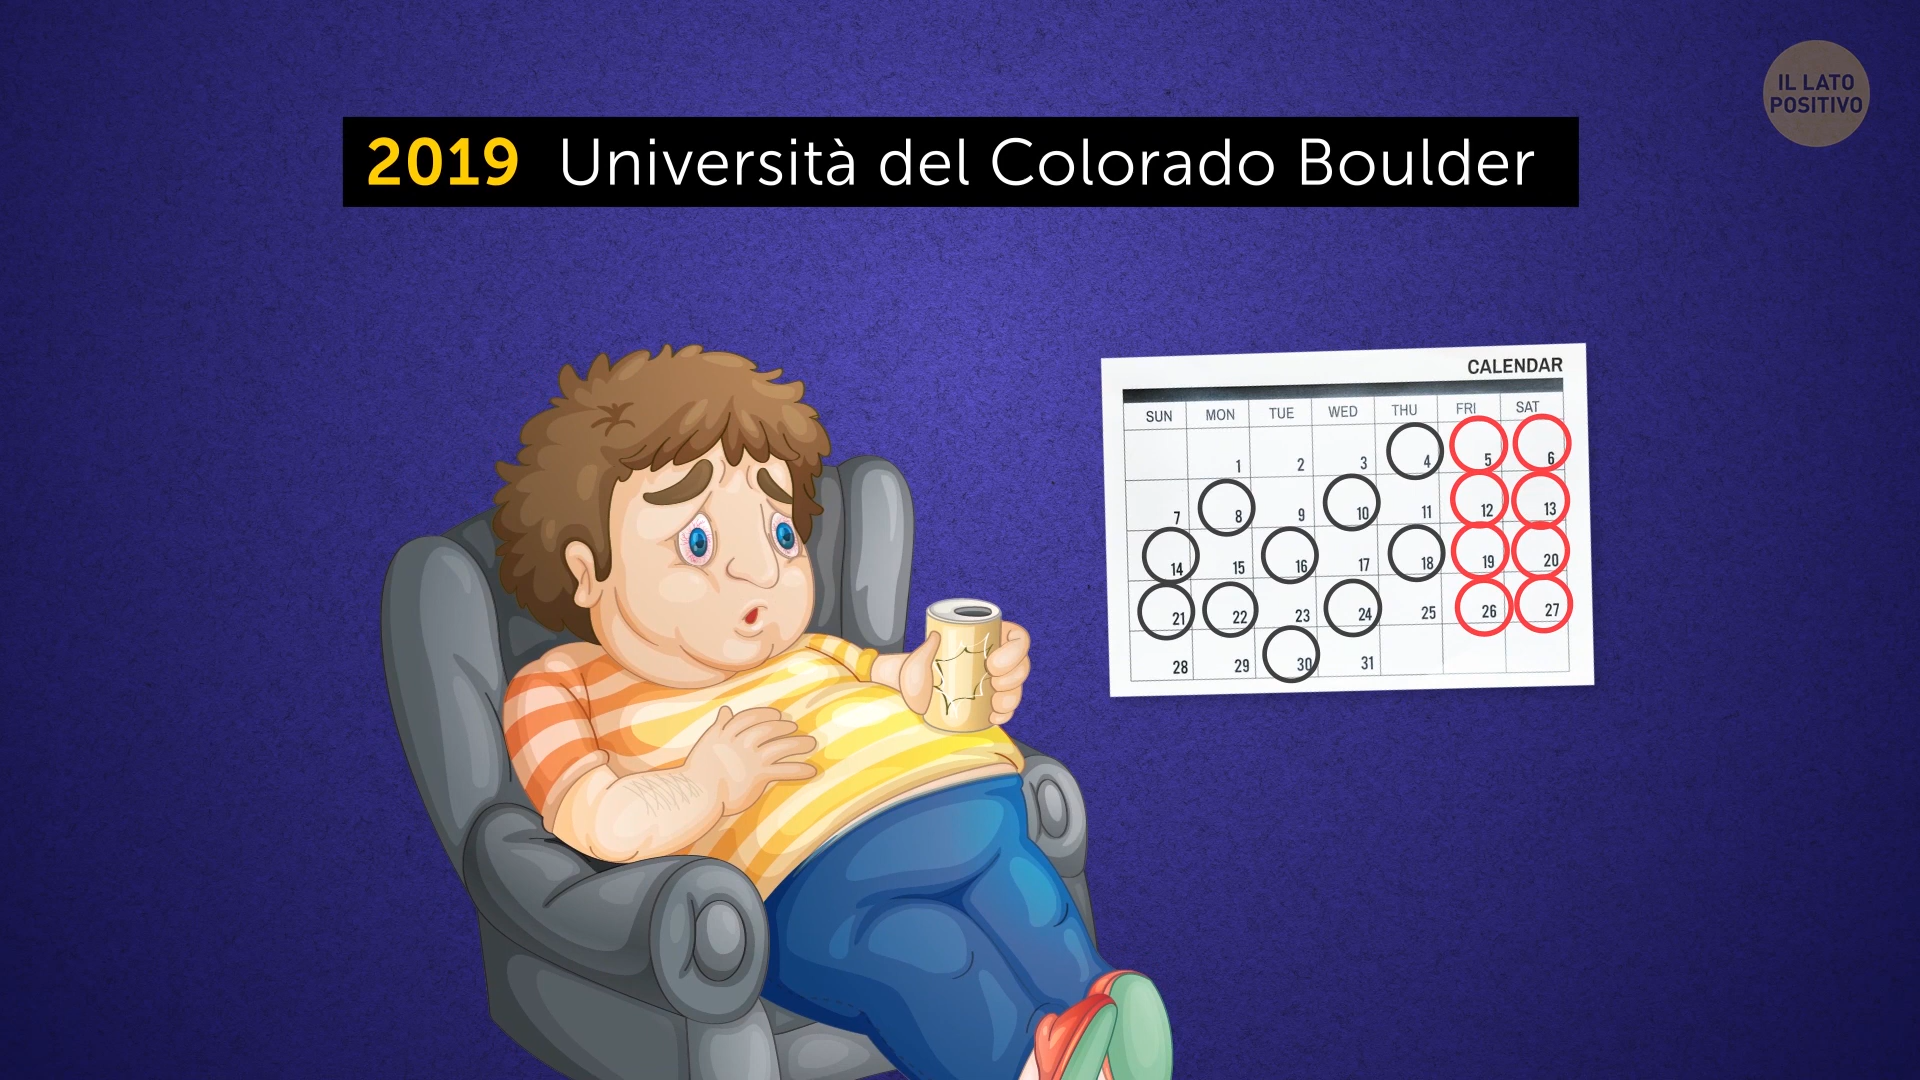 IL LATO
POSITIVO
2019 Università del Colorado Boulder
CALENDAR
SUN MON TUE WED THU FRI SAT
1 2 3 4 5 6
7 8 9 10 11 12 13
14 15 16 17 18 19 20
21 22 23 24 25 26 27
28 29 30 31